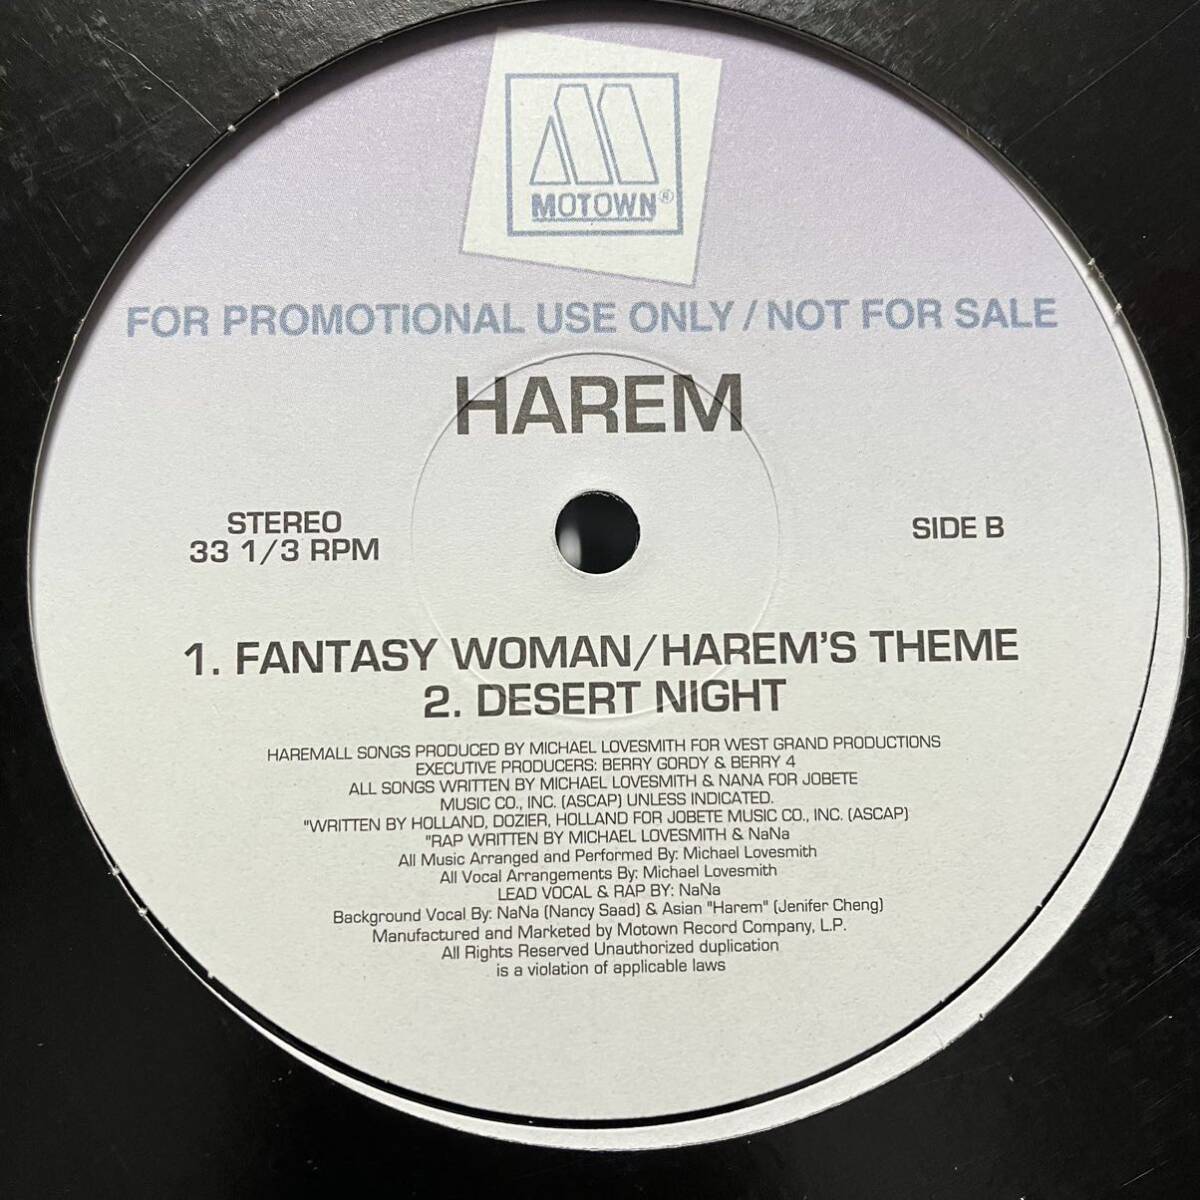 MOTOWN®
FOR PROMOTIONAL USE ONLY / NOT FOR SALE
HAREM
STEREO
33 1/3 RPM
SIDE B
1. FANTASY WOMAN/HAREM'S THEME
2. DESERT NIGHT
HAREMALL SONGS PRODUCED BY MICHAEL LOVESMITH FOR WEST GRAND PRODUCTIONS
EXECUTIVE PRODUCERS: BERRY GORDY & BERRY 4
ALL SONGS WRITTEN BY MICHAEL LOVESMITH & NANA FOR JOBETE
MUSIC CO., INC. (ASCAP) UNLESS INDICATED.
"WRITTEN BY HOLLAND, DOZIER, HOLLAND FOR JOBETE MUSIC CO., INC. (ASCAP)
"RAP WRITTEN BY MICHAEL LOVESMITH & NaNa
All Music Arranged and Performed By: Michael Lovesmith
All Vocal Arrangements By: Michael Lovesmith
LEAD VOCAL & RAP BY: NaNa
Background Vocal By: NaNa (Nancy Saad) & Asian "Harem" (Jenifer Cheng)
Manufactured and Marketed by Motown Record Company, L.P.
All Rights Reserved Unauthorized duplication
is a violation of applicable laws